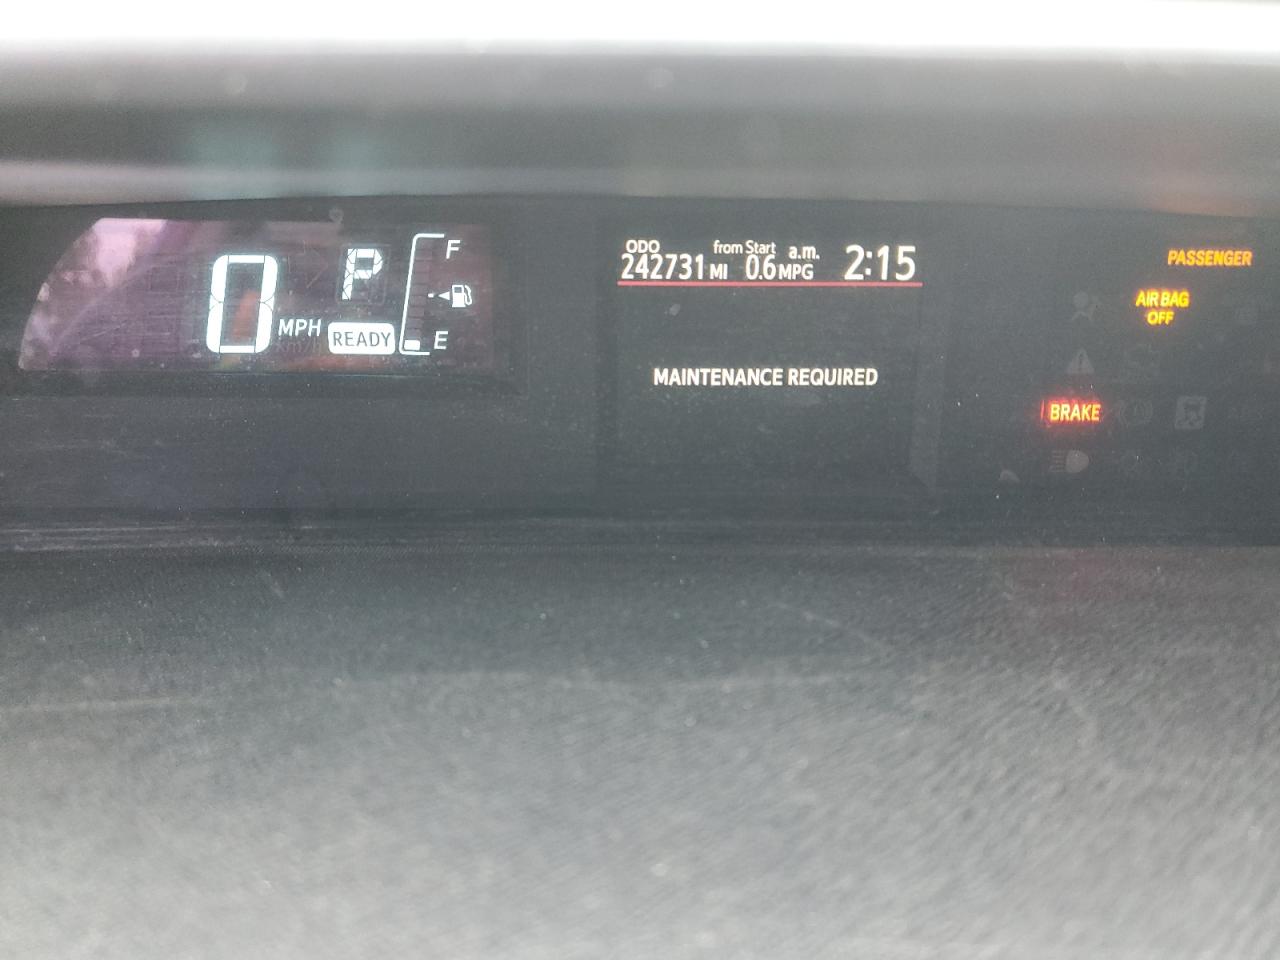 0 MPH
P
READY
F
E
ODO from Start a.m.
242731 MI 0.6 MPG 2:15
MAINTENANCE REQUIRED
PASSENGER
AIR BAG
OFF
BRAKE